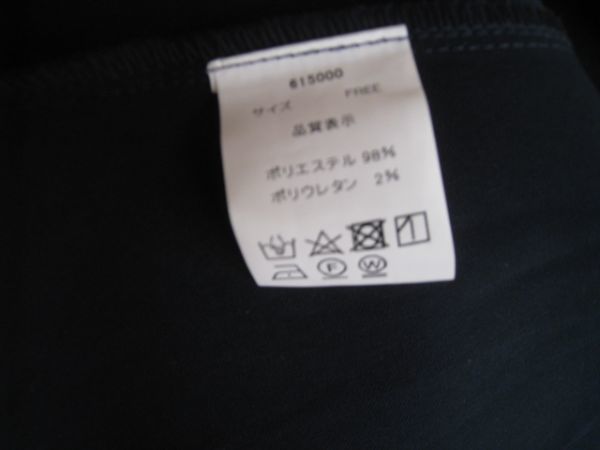 615000
サイズ FREE
品質表示
ポリエステル 98%
ポリウレタン 2%
F W